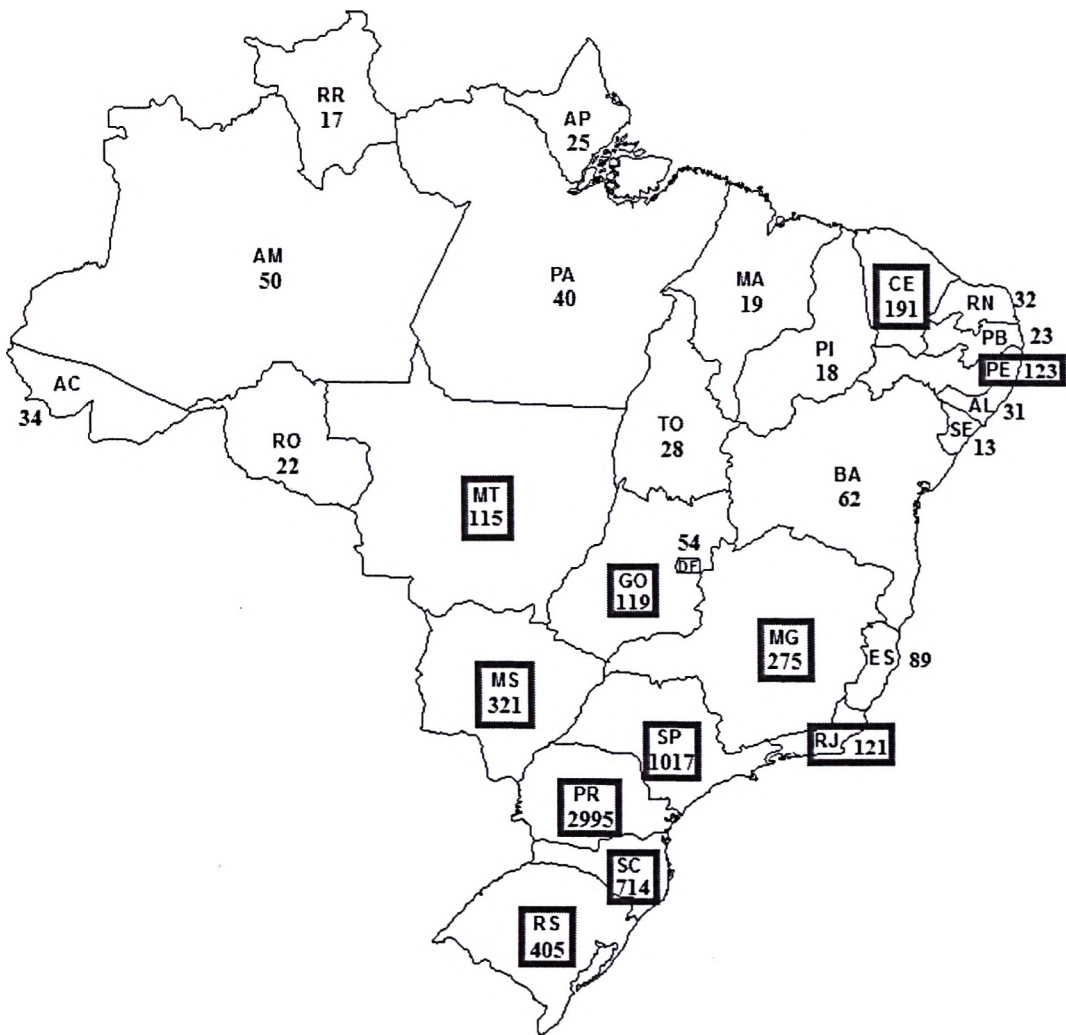 RR
17
AP
25
AM
50
PA
40
MA
19
CE
191
RN 32
PB 23
PI
18
PE 123
AC
34
AL 31
SE 13
RO
22
TO
28
BA
62
MT
115
54
DF
GO
119
MG
275
ES 89
MS
321
SP
1017
RJ 121
PR
2995
SC
714
RS
405